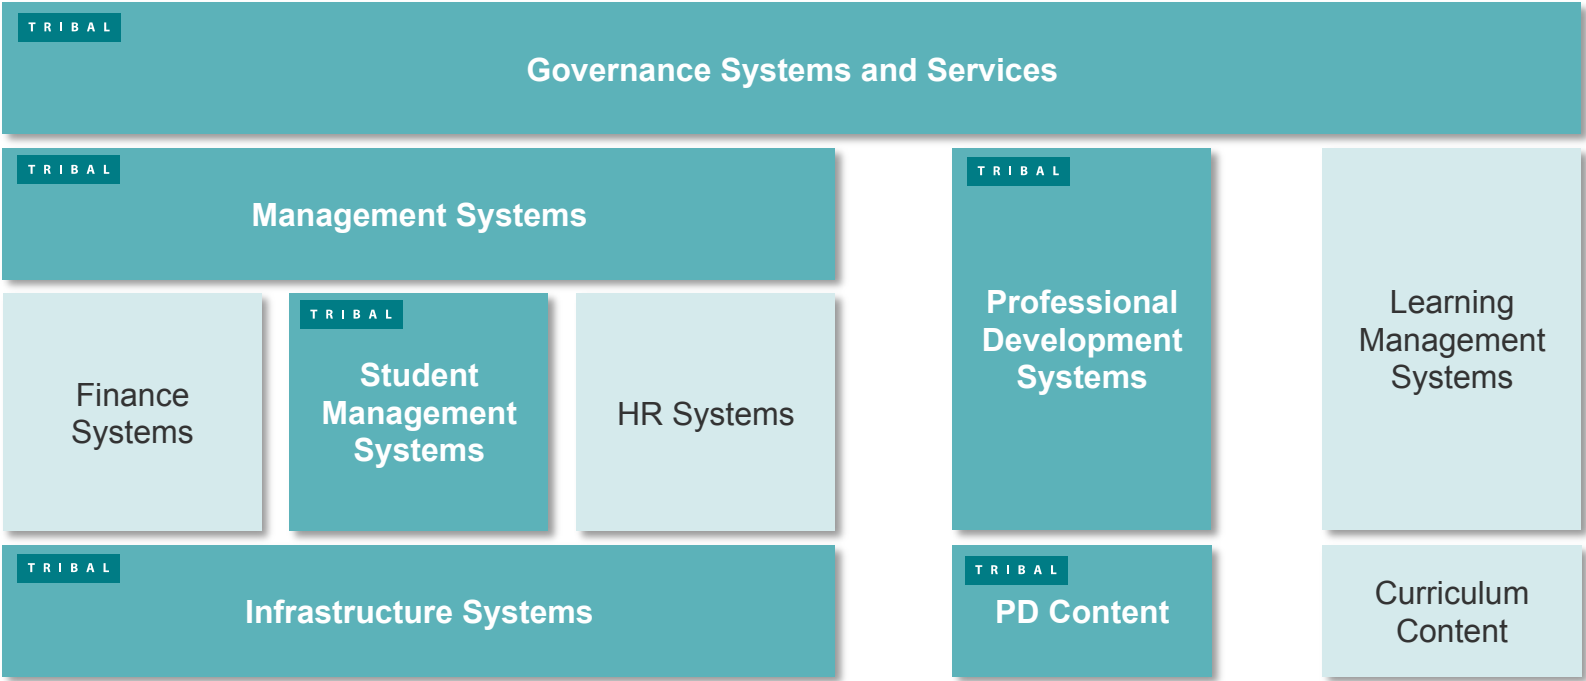 TRIBAL
Governance Systems and Services
TRIBAL
Management Systems
TRIBAL
Professional
Development
Systems
Learning
Management
Systems
Finance
Systems
TRIBAL
Student
Management
Systems
HR Systems
TRIBAL
Infrastructure Systems
TRIBAL
PD Content
Curriculum
Content